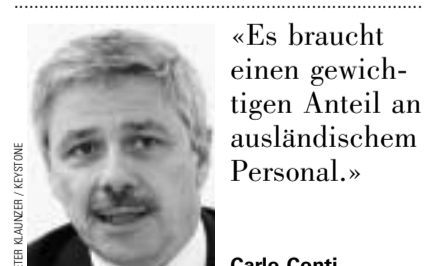 «Es braucht
einen gewich-
tigen Anteil an
ausländischem
Personal.»
Carlo Conti
TER KLAUNZER / KEYSTONE